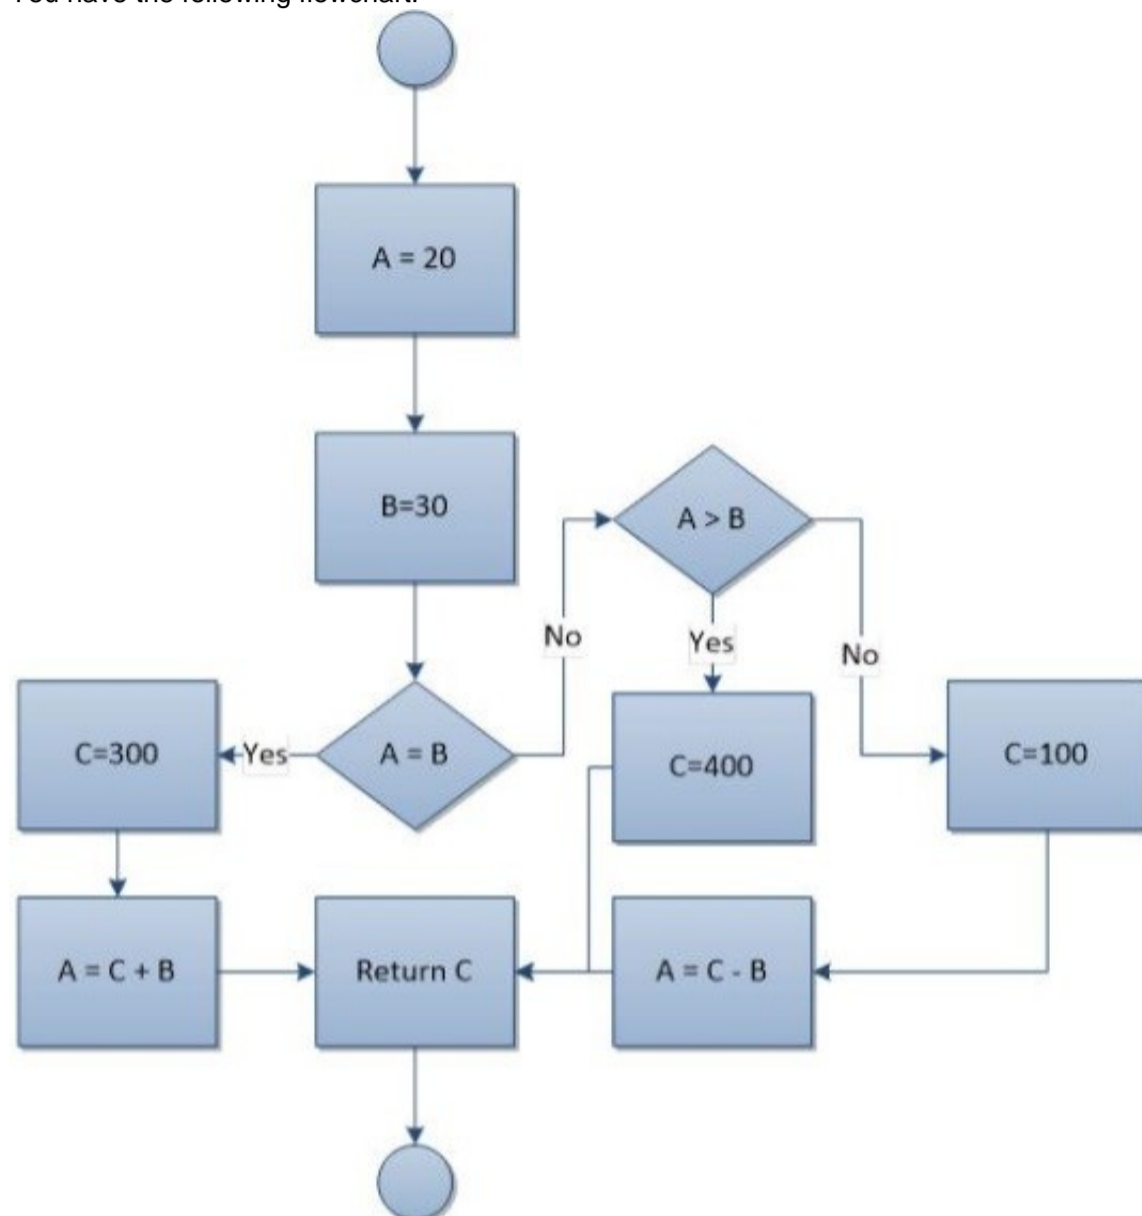 You have the following flowchart:
A = 20
B=30
A > B
No
Yes
No
C=300
Yes
A = B
C=400
C=100
A = C + B
Return C
A = C - B